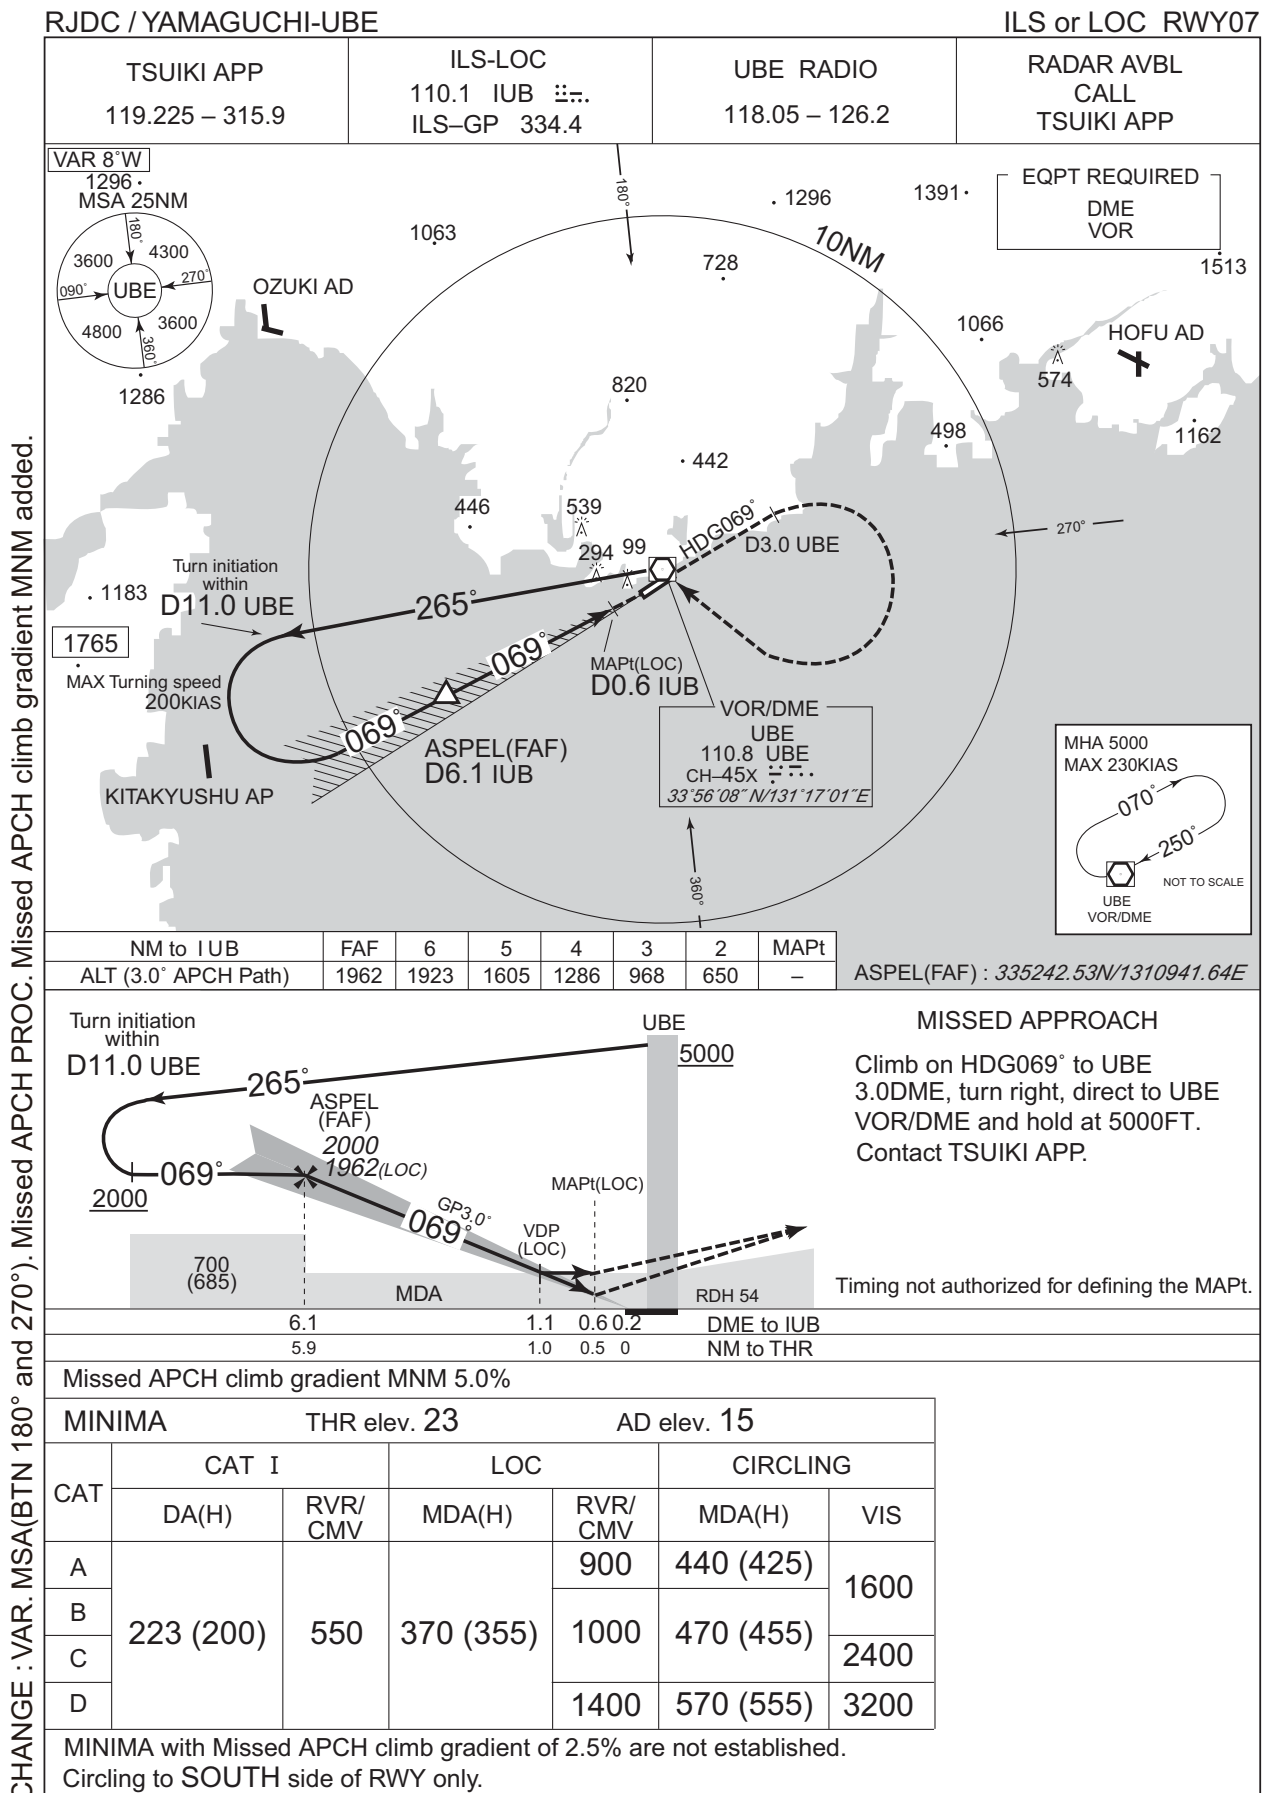 RJDC / YAMAGUCHI-UBE
ILS or LOC RWY07
TSUIKI APP
119.225 – 315.9
ILS-LOC
110.1 IUB
ILS–GP 334.4
UBE RADIO
118.05 – 126.2
RADAR AVBL
CALL
TSUIKI APP
VAR 8°W
1296
MSA 25NM
180°
3600
4300
090°
UBE
270°
4800
3600
360°
1286
OZUKI AD
1063
180°
1296
1391
EQPT REQUIRED
DME
VOR
1513
10NM
728
1066
HOFU AD
574
820
498
1162
442
446
539
294
99
HDG069°
D3.0 UBE
270°
Turn initiation
within
D11.0 UBE
1183
265°
1765
MAX Turning speed
200KIAS
069°
MAPt(LOC)
D0.6 IUB
069°
ASPEL(FAF)
D6.1 IUB
KITAKYUSHU AP
VOR/DME
UBE
110.8 UBE
CH–45X
33°56′08″N/131°17′01″E
360°
MHA 5000
MAX 230KIAS
070°
250°
NOT TO SCALE
UBE
VOR/DME
NM to IUB FAF 6 5 4 3 2 MAPt
ALT (3.0° APCH Path) 1962 1923 1605 1286 968 650 –
ASPEL(FAF) : 335242.53N/1310941.64E
Turn initiation
within
D11.0 UBE
UBE
5000
265°
ASPEL
(FAF)
2000
1962(LOC)
069°
2000
GP3.0°
069°
MAPt(LOC)
VDP
(LOC)
700
(685)
MDA
RDH 54
MISSED APPROACH
Climb on HDG069° to UBE
3.0DME, turn right, direct to UBE
VOR/DME and hold at 5000FT.
Contact TSUIKI APP.
Timing not authorized for defining the MAPt.
6.1 1.1 0.6 0.2 DME to IUB
5.9 1.0 0.5 0 NM to THR
Missed APCH climb gradient MNM 5.0%
MINIMA THR elev. 23 AD elev. 15
CAT
CAT I LOC CIRCLING
DA(H) RVR/CMV MDA(H) RVR/CMV MDA(H) VIS
A 900 440 (425)
1600
B
223 (200) 550 370 (355) 1000 470 (455)
C 2400
D 1400 570 (555) 3200
MINIMA with Missed APCH climb gradient of 2.5% are not established.
Circling to SOUTH side of RWY only.
CHANGE : VAR. MSA(BTN 180° and 270°). Missed APCH PROC. Missed APCH climb gradient MNM added.